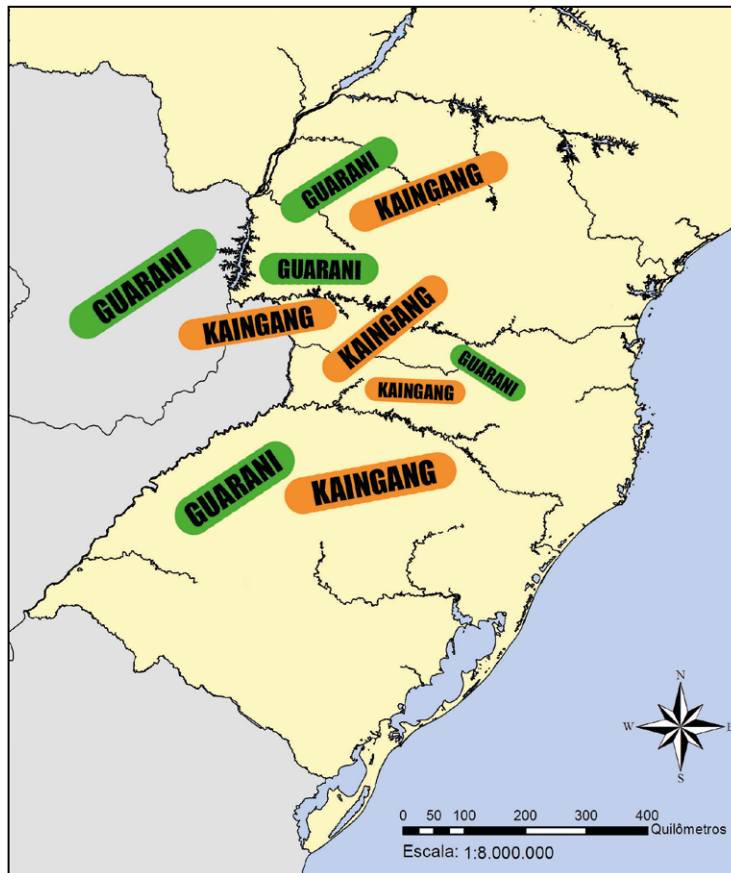 GUARANI
KAINGANG
GUARANI
GUARANI
KAINGANG
KAINGANG
GUARANI
KAINGANG
GUARANI
KAINGANG
N
W
E
S
0 50 100 200 300 400
Quilômetros
Escala: 1:8.000.000